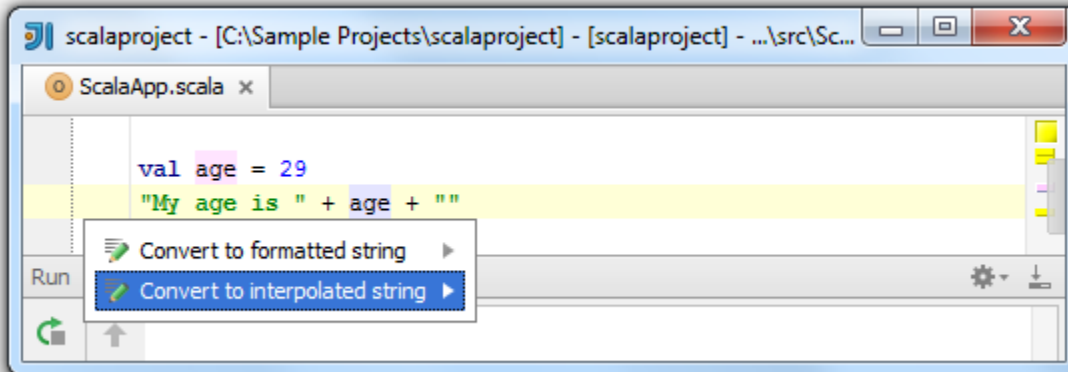 scalaproject - [C:\Sample Projects\scalaproject] - [scalaproject] - ...\src\Sc...
ScalaApp.scala
val age = 29
"My age is " + age + ""
Convert to formatted string
Run
Convert to interpolated string